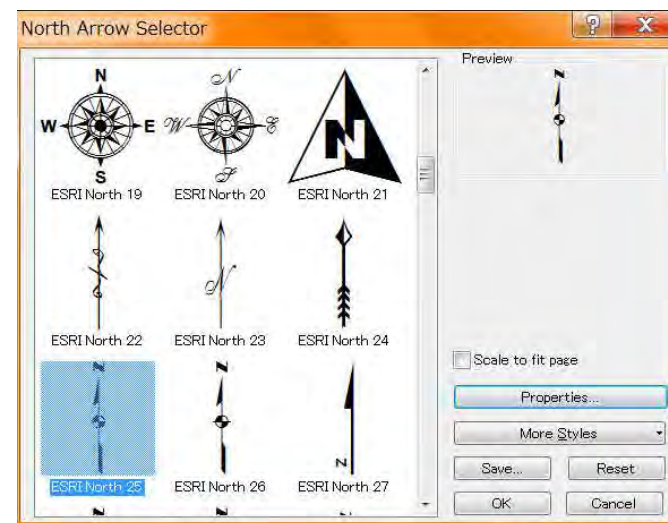 North Arrow Selector
Preview
N
W E
S
ESRI North 19
N
W E
S
ESRI North 20
N
ESRI North 21
ESRI North 22
N
ESRI North 23
ESRI North 24
N
ESRI North 25
N
ESRI North 26
N
ESRI North 27
N
Scale to fit page
Properties...
More Styles
Save... Reset
OK Cancel